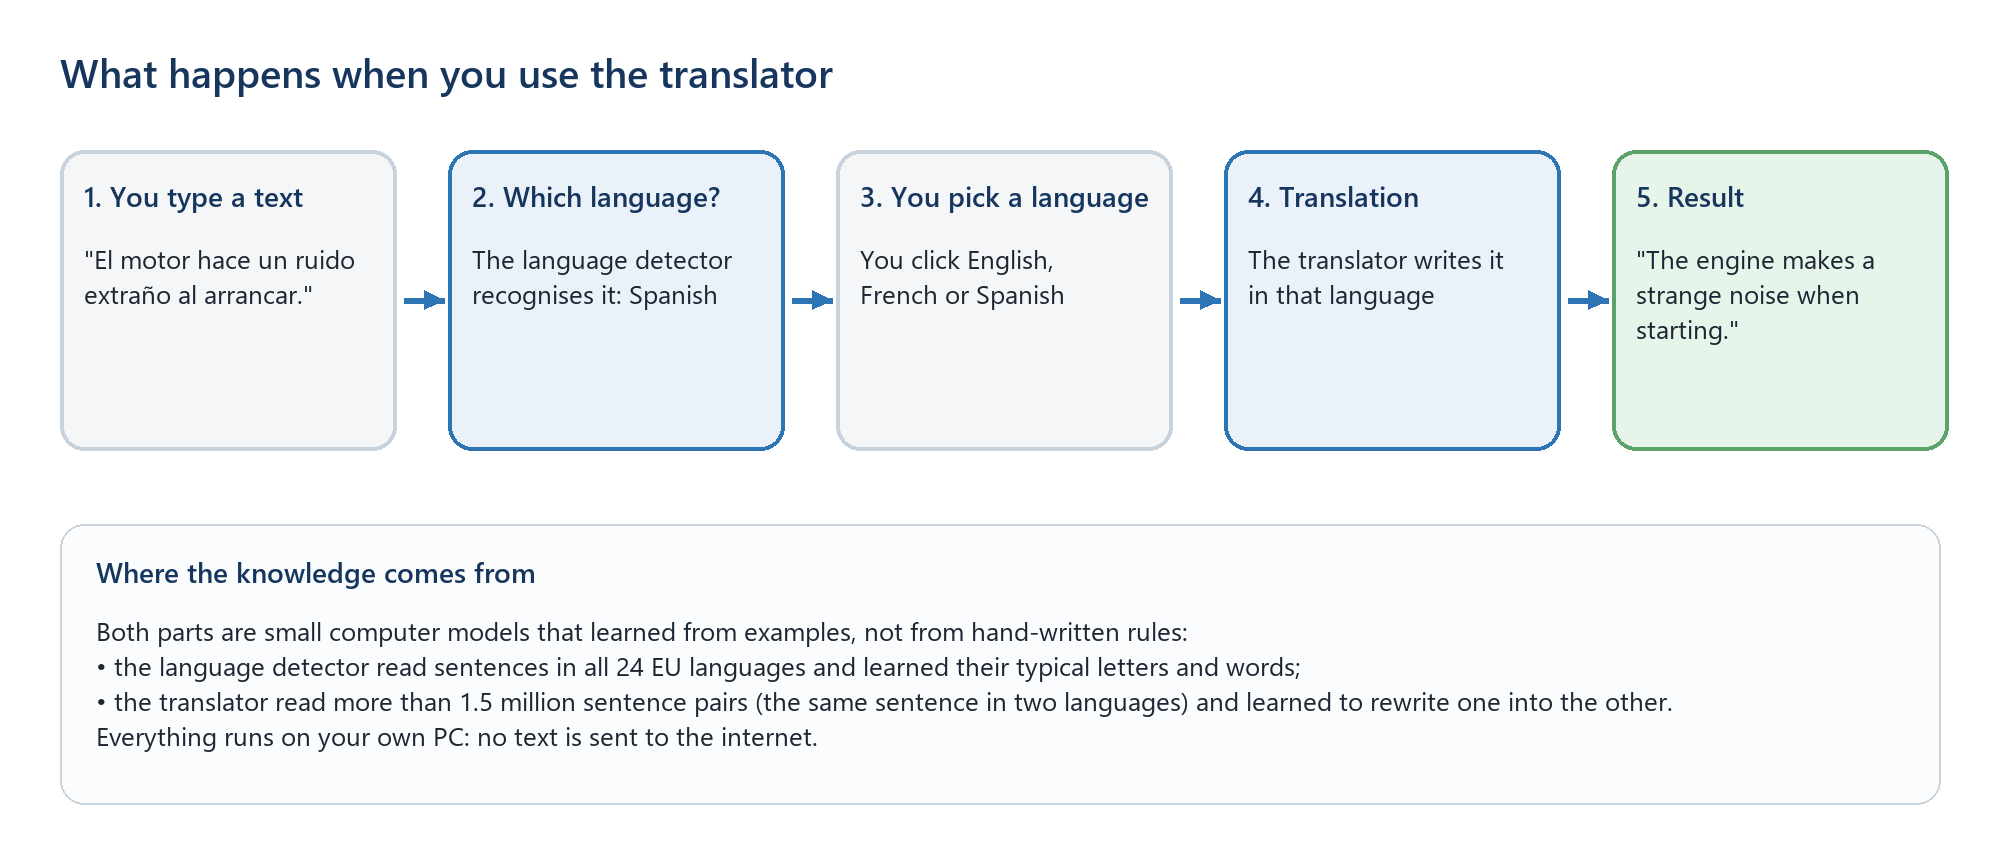 What happens when you use the translator
1. You type a text
"El motor hace un ruido
extraño al arrancar."
2. Which language?
The language detector
recognises it: Spanish
3. You pick a language
You click English,
French or Spanish
4. Translation
The translator writes it
in that language
5. Result
"The engine makes a
strange noise when
starting."
Where the knowledge comes from
Both parts are small computer models that learned from examples, not from hand-written rules:
• the language detector read sentences in all 24 EU languages and learned their typical letters and words;
• the translator read more than 1.5 million sentence pairs (the same sentence in two languages) and learned to rewrite one into the other.
Everything runs on your own PC: no text is sent to the internet.